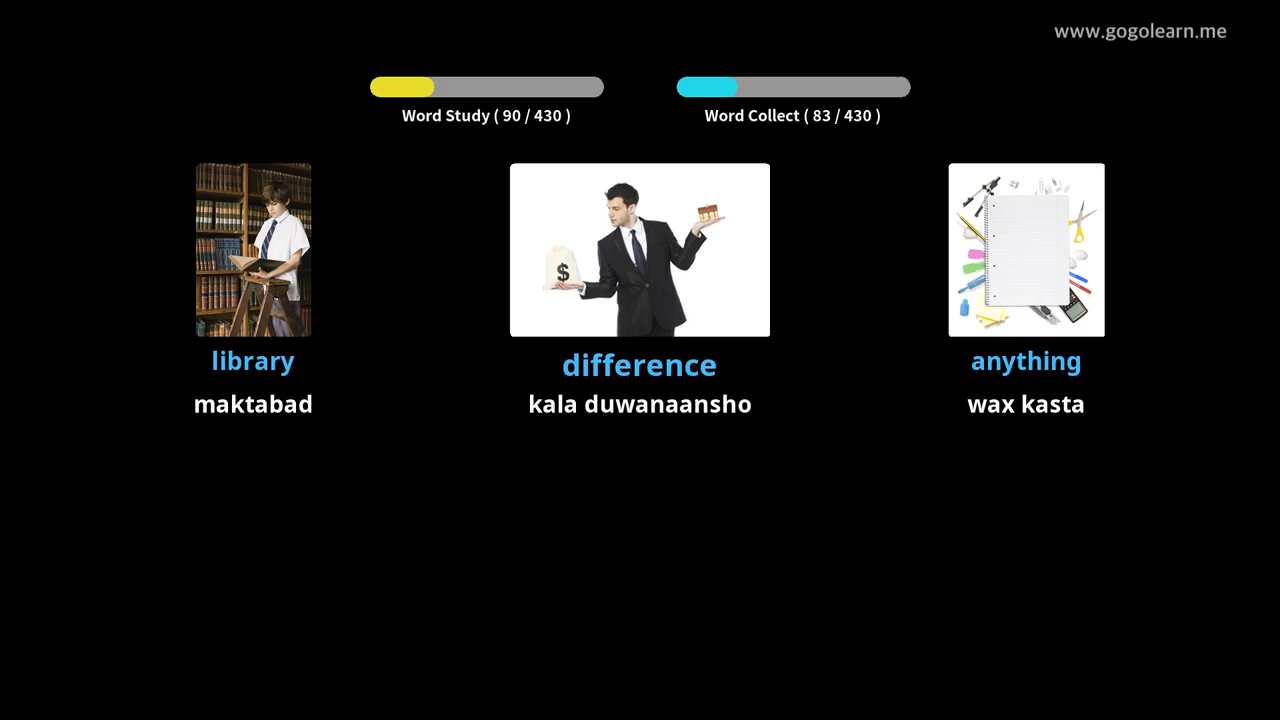 www.gogolearn.me
Word Study ( 90 / 430 )
Word Collect ( 83 / 430 )
$
library
difference
anything
maktabad
kala duwanaansho
wax kasta